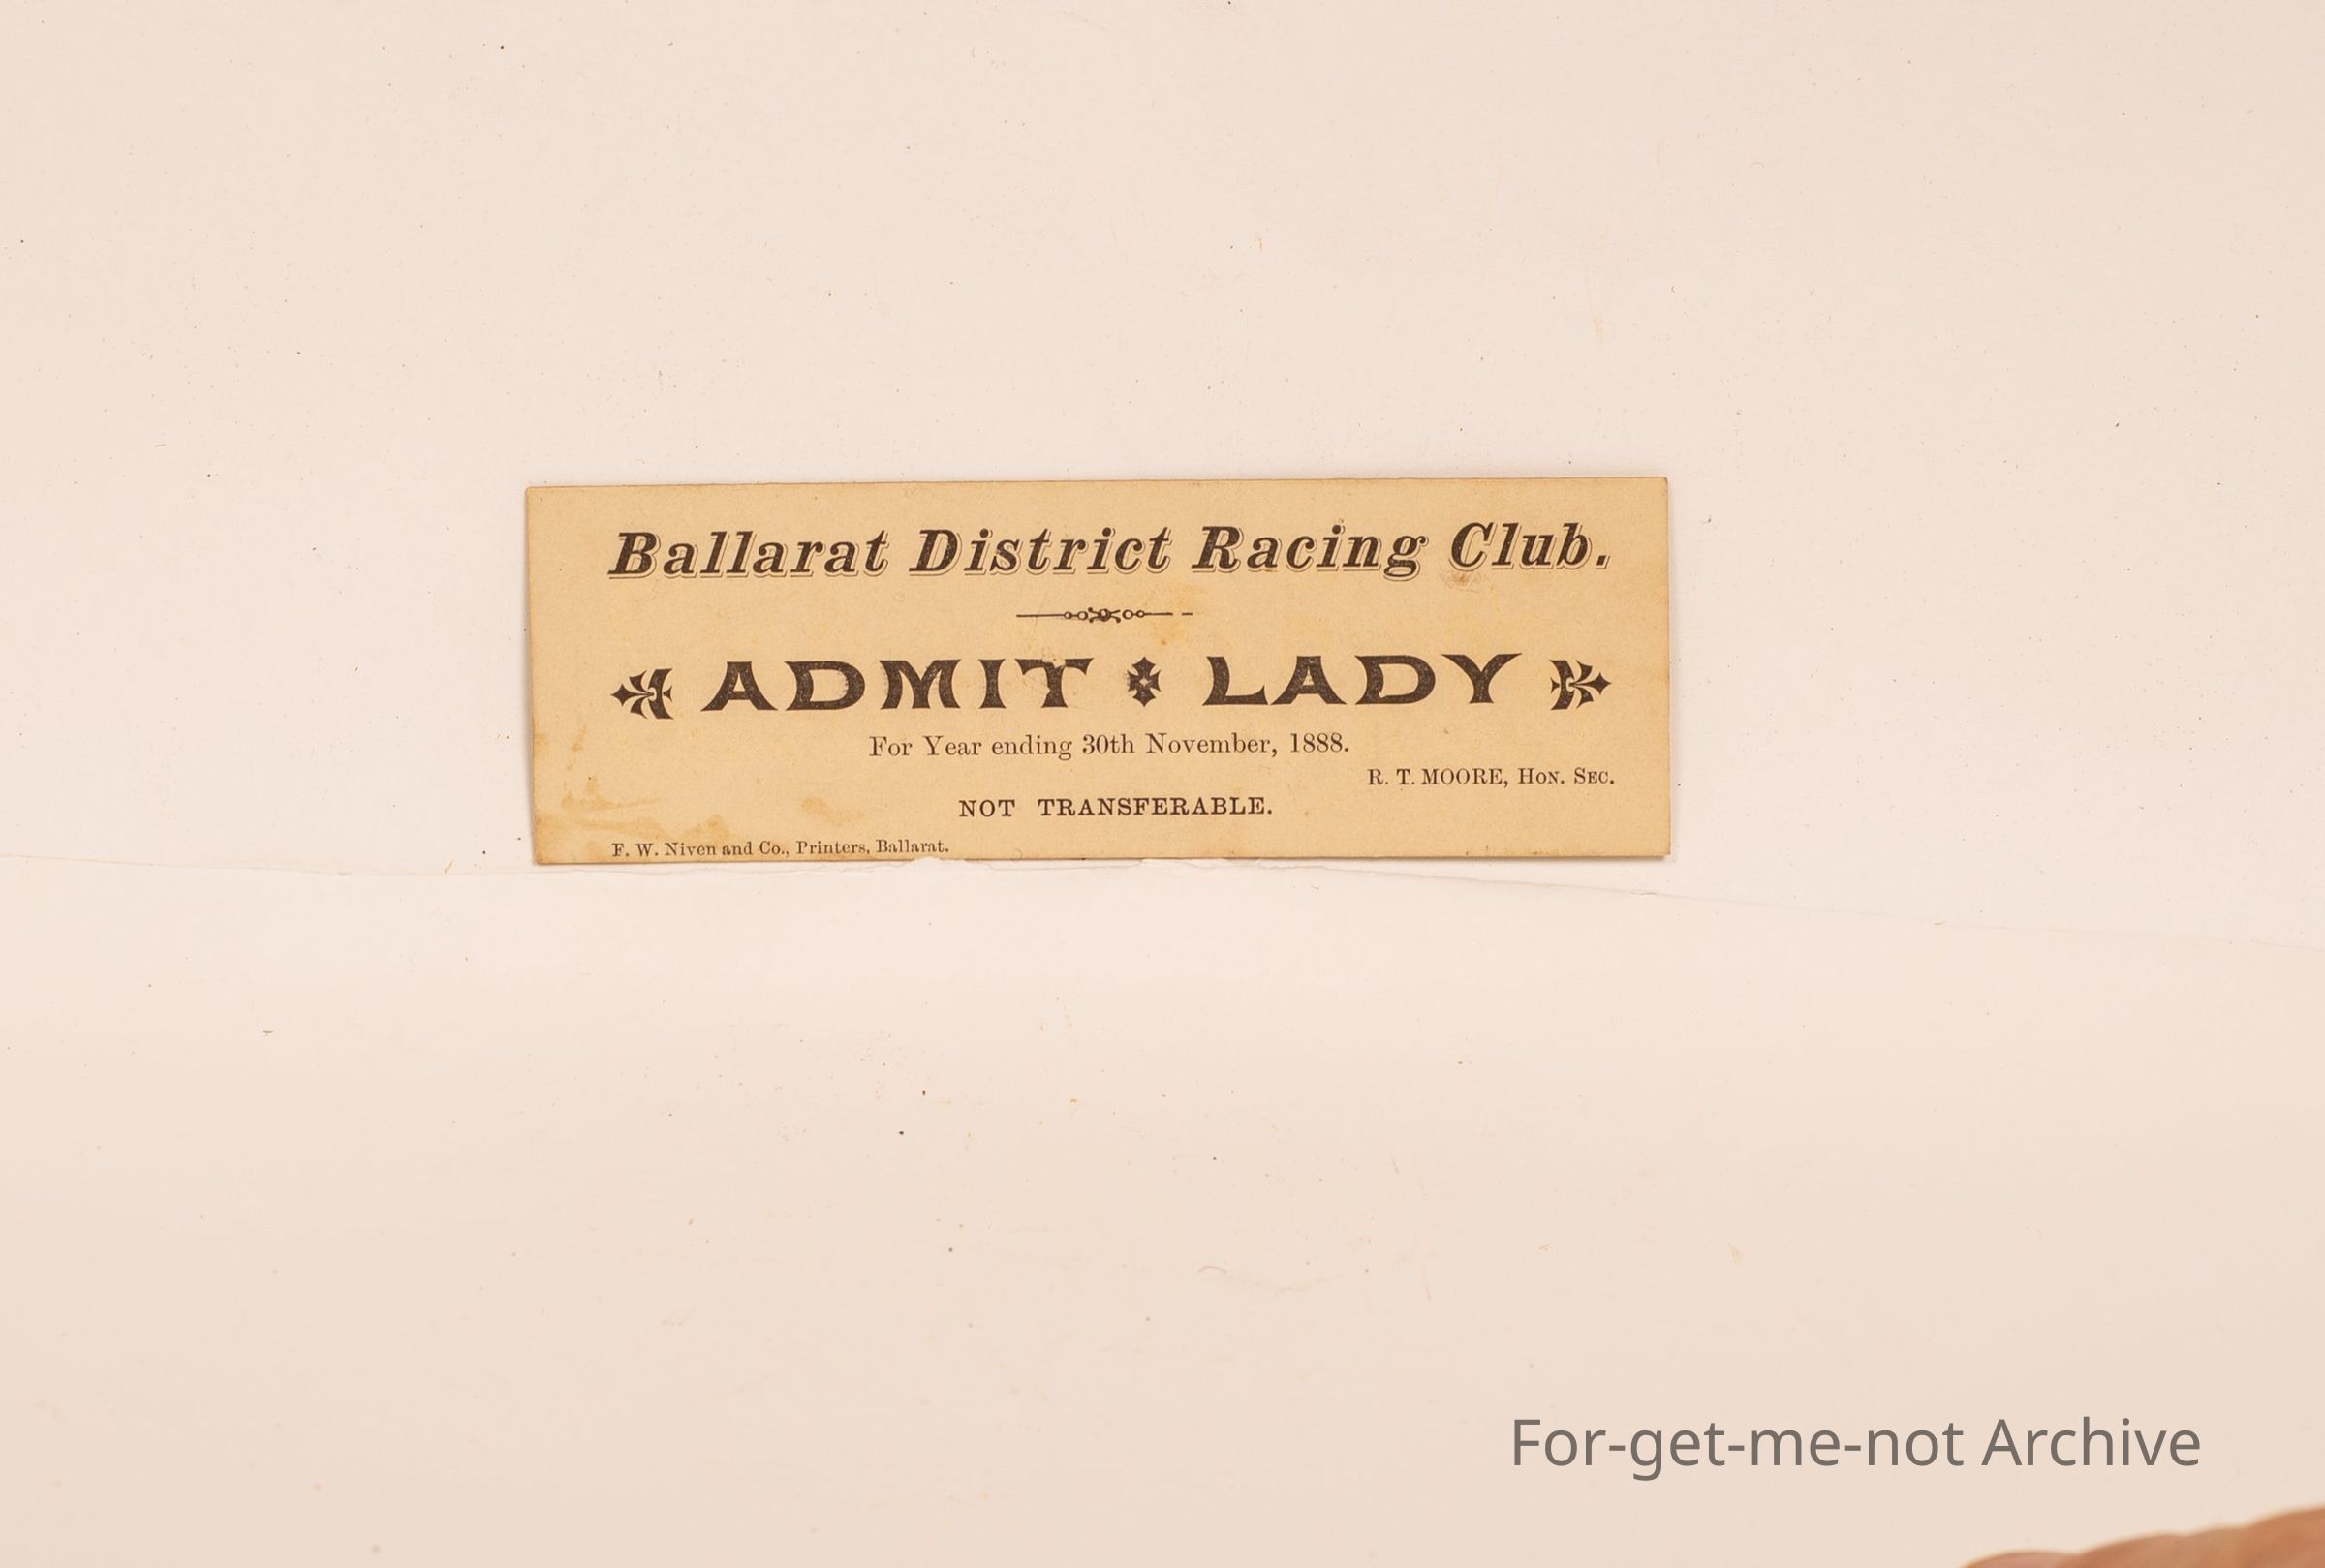 Ballarat District Racing Club.
ADMIT LADY
For Year ending 30th November, 1888.
R. T. MOORE, HON. SEC.
NOT TRANSFERABLE.
F. W. Niven and Co., Printers, Ballarat.
For-get-me-not Archive